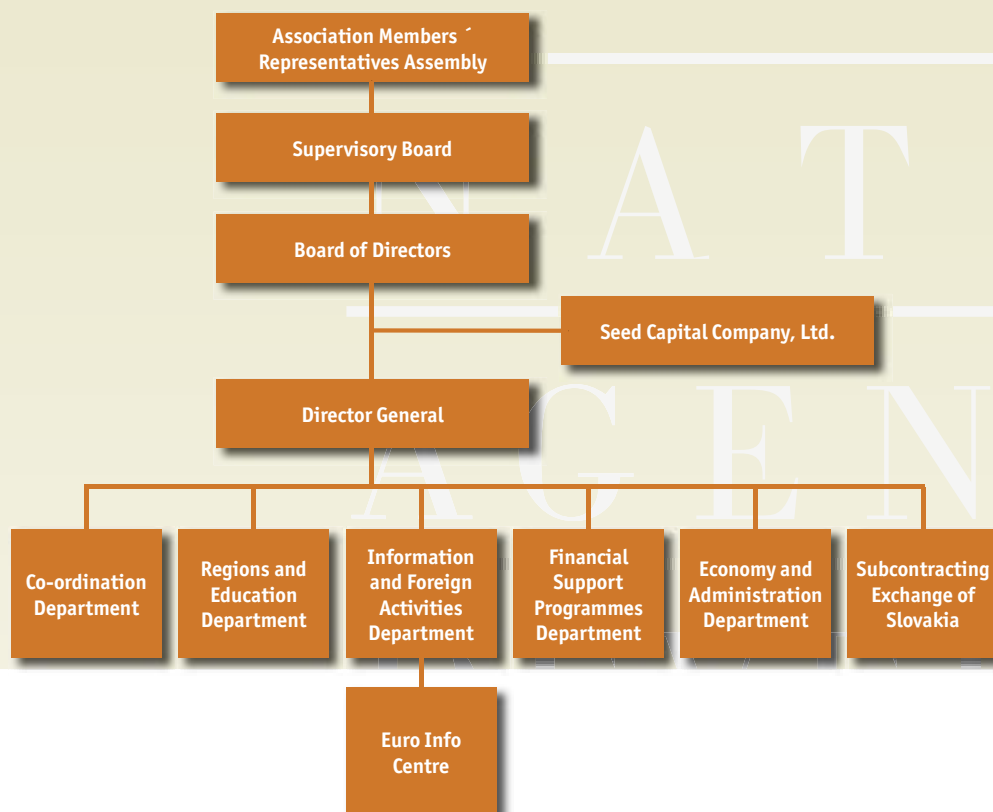 Association Members ´
Representatives Assembly
Supervisory Board
Board of Directors
Seed Capital Company, Ltd.
Director General
Co-ordination
Department
Regions and
Education
Department
Information
and Foreign
Activities
Department
Financial
Support
Programmes
Department
Economy and
Administration
Department
Subcontracting
Exchange of
Slovakia
Euro Info
Centre
N A T
A G E N